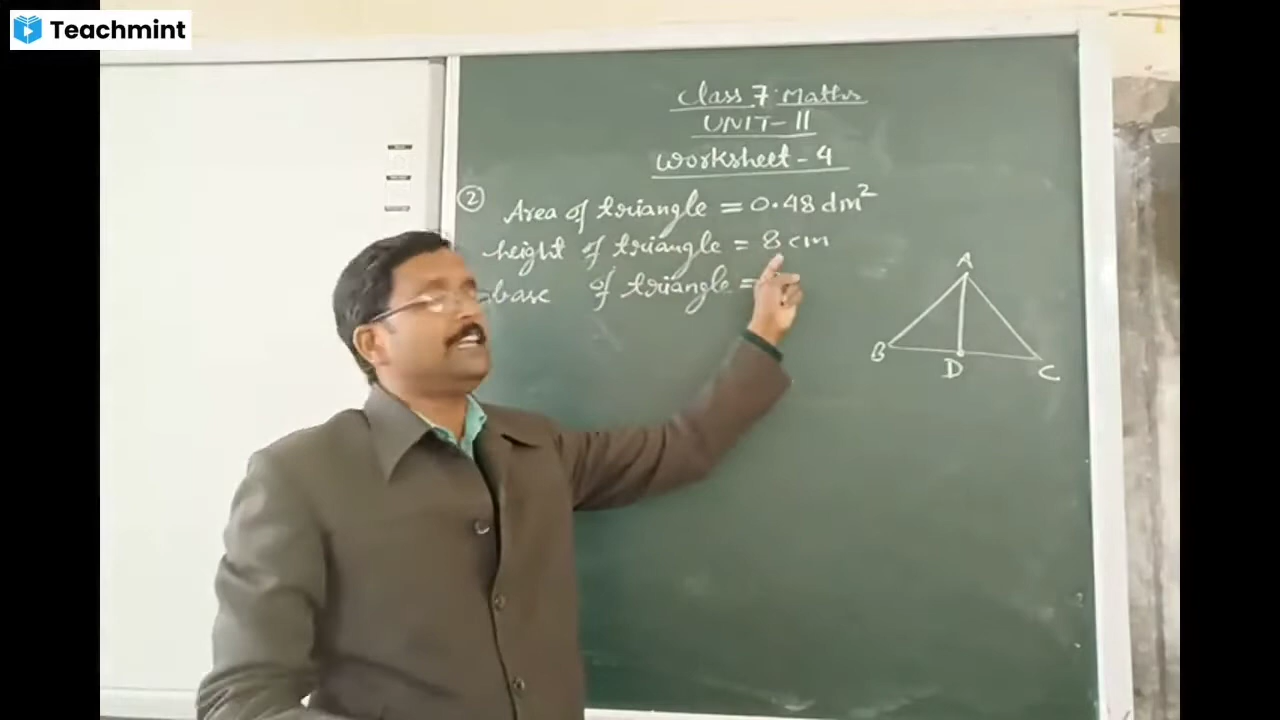 Teachmint
Class 7 Maths
UNIT-II
Worksheet-4
② Area of triangle = 0.48 dm²
height of triangle = 8 cm
base of triangle =
A
B
D
C